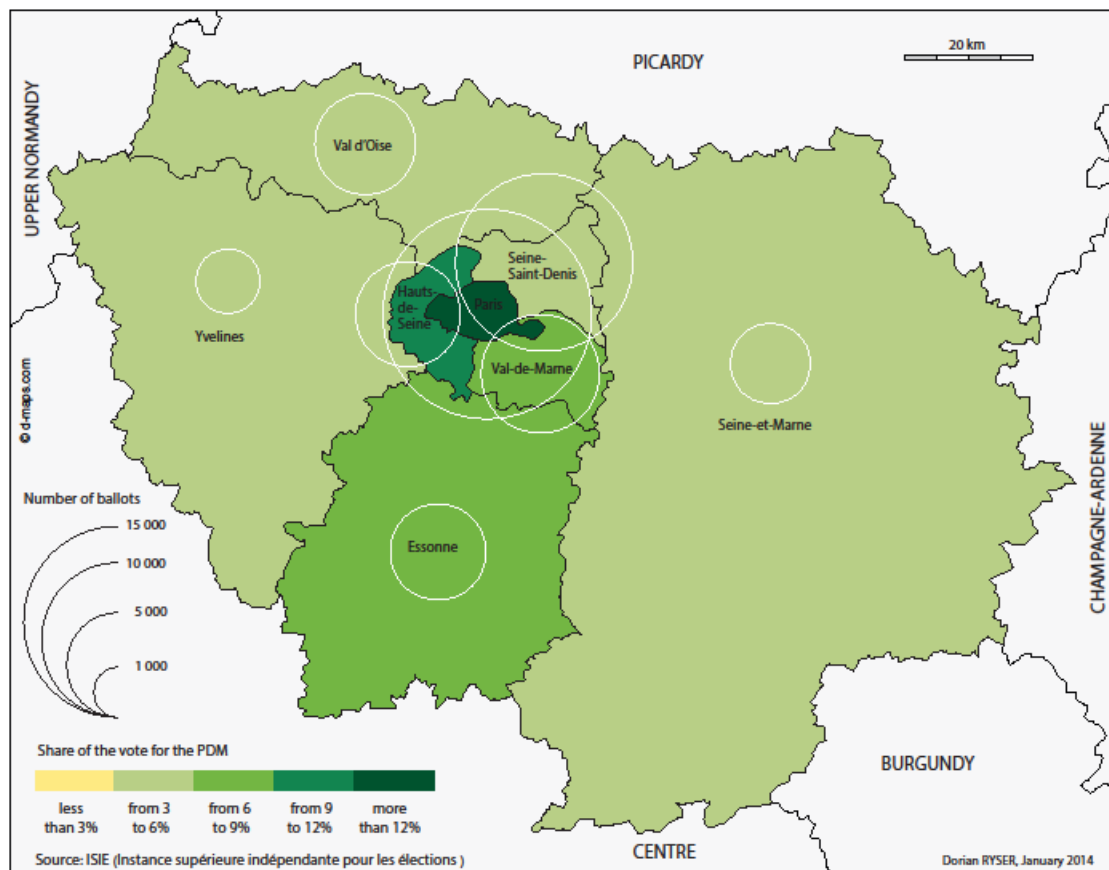 20 km
PICARDY
UPPER NORMANDY
Val d'Oise
Seine-
Saint-Denis
Hauts-
de-
Seine
Paris
Yvelines
Val-de-Marne
Seine-et-Marne
© d-maps.com
CHAMPAGNE-ARDENNE
Number of ballots
15 000
10 000
5 000
1 000
Essonne
Share of the vote for the PDM
less
than 3%
from 3
to 6%
from 6
to 9%
from 9
to 12%
more
than 12%
BURGUNDY
CENTRE
Source: ISIE (Instance supérieure indépendante pour les élections )
Dorian RYSER, January 2014